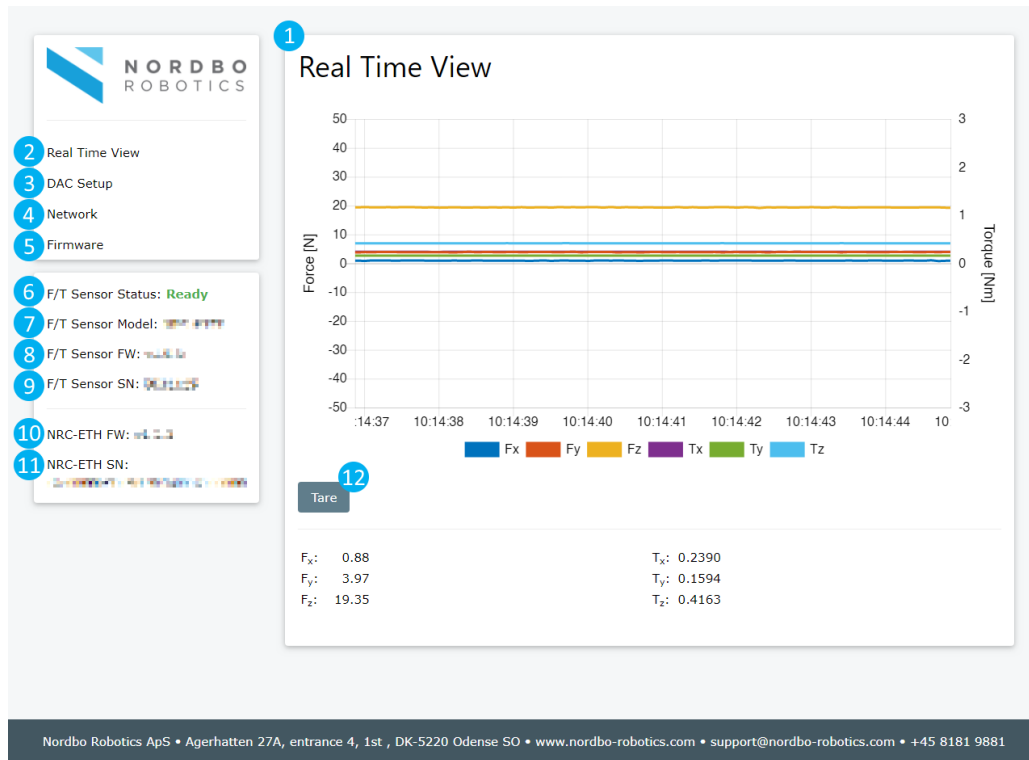 NORDBO
ROBOTICS
2 Real Time View
3 DAC Setup
4 Network
5 Firmware
6 F/T Sensor Status: Ready
7 F/T Sensor Model:
8 F/T Sensor FW:
9 F/T Sensor SN:
10 NRC-ETH FW:
11 NRC-ETH SN:
1
Real Time View
50
40
30
20
10
0
-10
-20
-30
-40
-50
Force [N]
3
2
1
0
-1
-2
-3
Torque [Nm]
:14:37 10:14:38 10:14:39 10:14:40 10:14:41 10:14:42 10:14:43 10:14:44 10
Fx Fy Fz Tx Ty Tz
12
Tare
Fx: 0.88 Tx: 0.2390
Fy: 3.97 Ty: 0.1594
Fz: 19.35 Tz: 0.4163
Nordbo Robotics ApS • Agerhatten 27A, entrance 4, 1st , DK-5220 Odense SO • www.nordbo-robotics.com • support@nordbo-robotics.com • +45 8181 9881